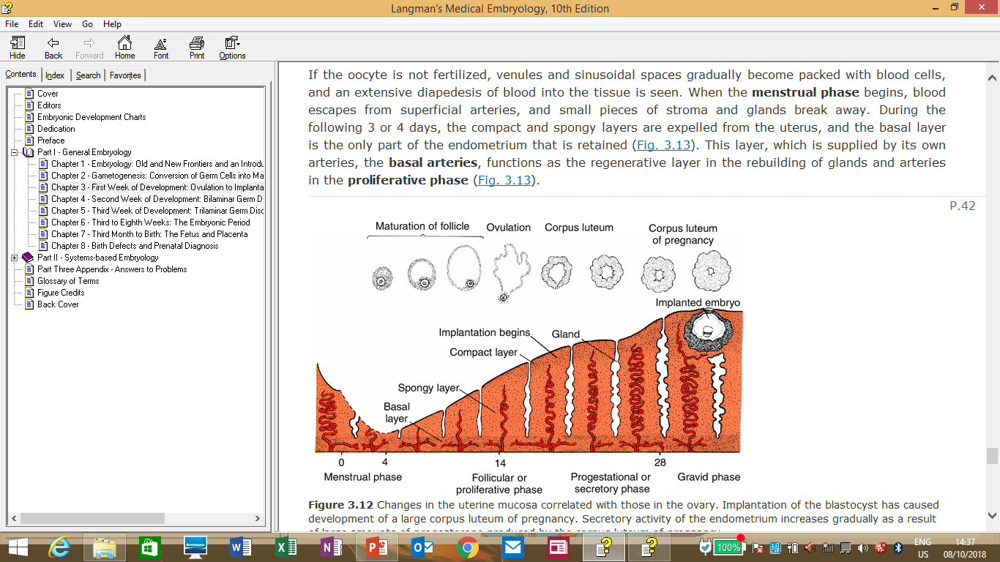 Langman's Medical Embryology, 10th Edition
File Edit View Go Help
Hide Back Forward Home Font Print Options
Contents Index Search Favorites
Cover
Editors
Embryonic Development Charts
Dedication
Preface
Part I - General Embryology
Chapter 1 - Embryology: Old and New Frontiers and an Introdu
Chapter 2 - Gametogenesis: Conversion of Germ Cells into Ma
Chapter 3 - First Week of Development: Ovulation to Implanta
Chapter 4 - Second Week of Development: Bilaminar Germ D
Chapter 5 - Third Week of Development: Trilaminar Germ Disc
Chapter 6 - Third to Eighth Weeks: The Embryonic Period
Chapter 7 - Third Month to Birth: The Fetus and Placenta
Chapter 8 - Birth Defects and Prenatal Diagnosis
Part II - Systems-based Embryology
Part Three Appendix - Answers to Problems
Glossary of Terms
Figure Credits
Back Cover
If the oocyte is not fertilized, venules and sinusoidal spaces gradually become packed with blood cells,
and an extensive diapedesis of blood into the tissue is seen. When the menstrual phase begins, blood
escapes from superficial arteries, and small pieces of stroma and glands break away. During the
following 3 or 4 days, the compact and spongy layers are expelled from the uterus, and the basal layer
is the only part of the endometrium that is retained (Fig. 3.13). This layer, which is supplied by its own
arteries, the basal arteries, functions as the regenerative layer in the rebuilding of glands and arteries
in the proliferative phase (Fig. 3.13).
P.42
Maturation of follicle Ovulation Corpus luteum Corpus luteum
of pregnancy
Implanted embryo
Implantation begins Gland
Compact layer
Spongy layer
Basal
layer
0 4 14 28
Menstrual phase Follicular or Progestational or Gravid phase
proliferative phase secretory phase
Figure 3.12 Changes in the uterine mucosa correlated with those in the ovary. Implantation of the blastocyst has caused
development of a large corpus luteum of pregnancy. Secretory activity of the endometrium increases gradually as a result
of large amounts of progesterone produced by the corpus luteum of pregnancy.
lenovo
100%
ENG 14:37
US 08/10/2018